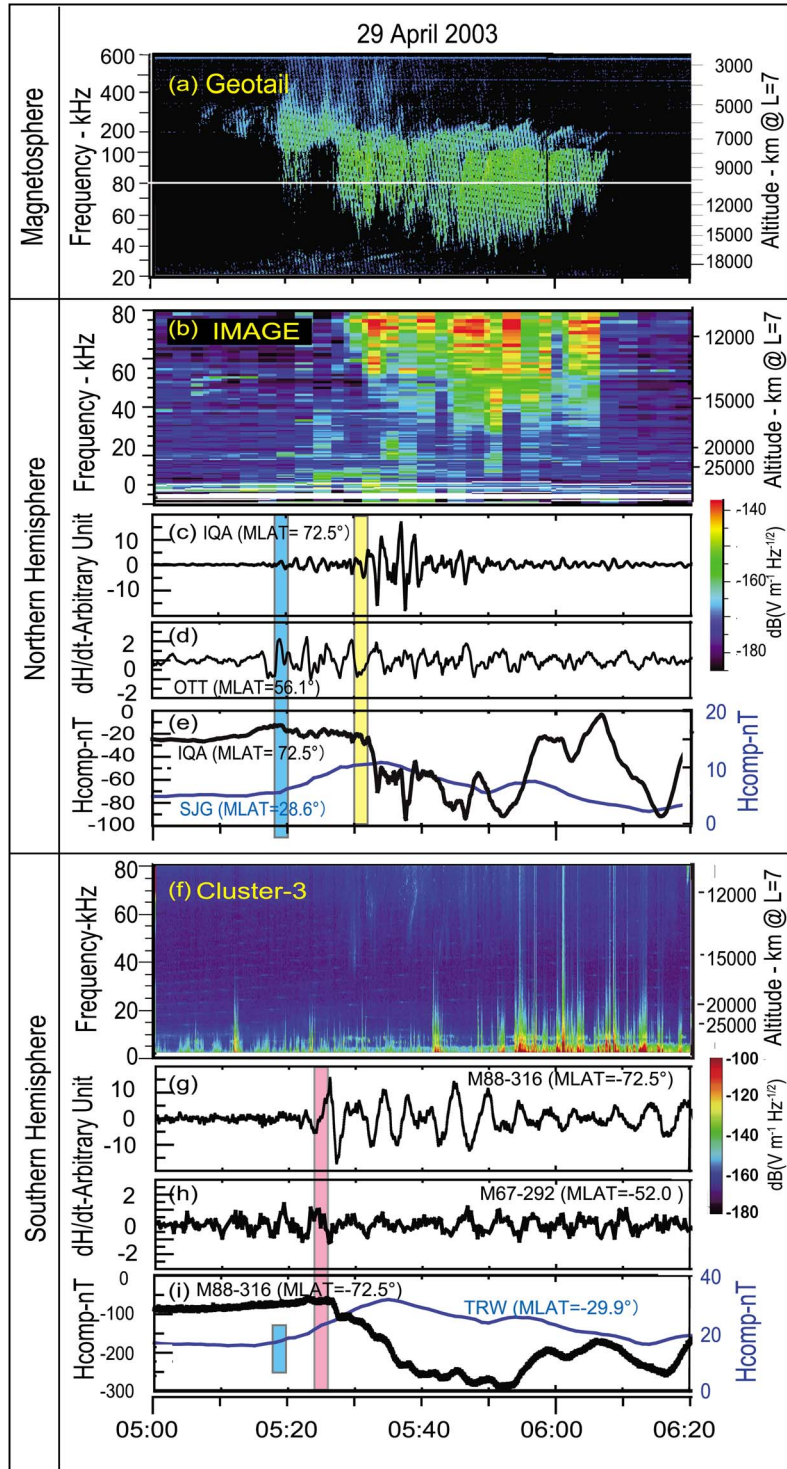 29 April 2003
Magnetosphere
Frequency - kHz
600
400
200
100
80
60
40
20
(a) Geotail
3000
5000
7000
9000
12000
15000
18000
Altitude - km @ L=7
Northern Hemisphere
Frequency - kHz
80
60
40
20
0
(b) IMAGE
12000
15000
20000
25000
Altitude - km @ L=7
-140
-160
-180
dB(V m-1 Hz-1/2)
dH/dt-Arbitrary Unit
10
0
-10
(c) IQA (MLAT= 72.5°)
2
0
-2
(d)
OTT (MLAT=56.1°)
Hcomp-nT
0
-20
-40
-60
-80
-100
(e)
IQA (MLAT= 72.5°)
SJG (MLAT=28.6°)
20
10
0
Hcomp-nT
Southern Hemisphere
Frequency-kHz
80
60
40
20
0
(f) Cluster-3
12000
15000
20000
25000
Altitude - km @ L=7
-100
-120
-140
-160
-180
dB(V m-1 Hz-1/2)
dH/dt-Arbitrary Unit
10
0
-10
(g)
M88-316 (MLAT=-72.5°)
2
0
-2
(h)
M67-292 (MLAT=-52.0 )
Hcomp-nT
0
-100
-200
-300
(i) M88-316 (MLAT=-72.5°)
TRW (MLAT=-29.9°)
40
20
0
Hcomp-nT
05:00 05:20 05:40 06:00 06:20